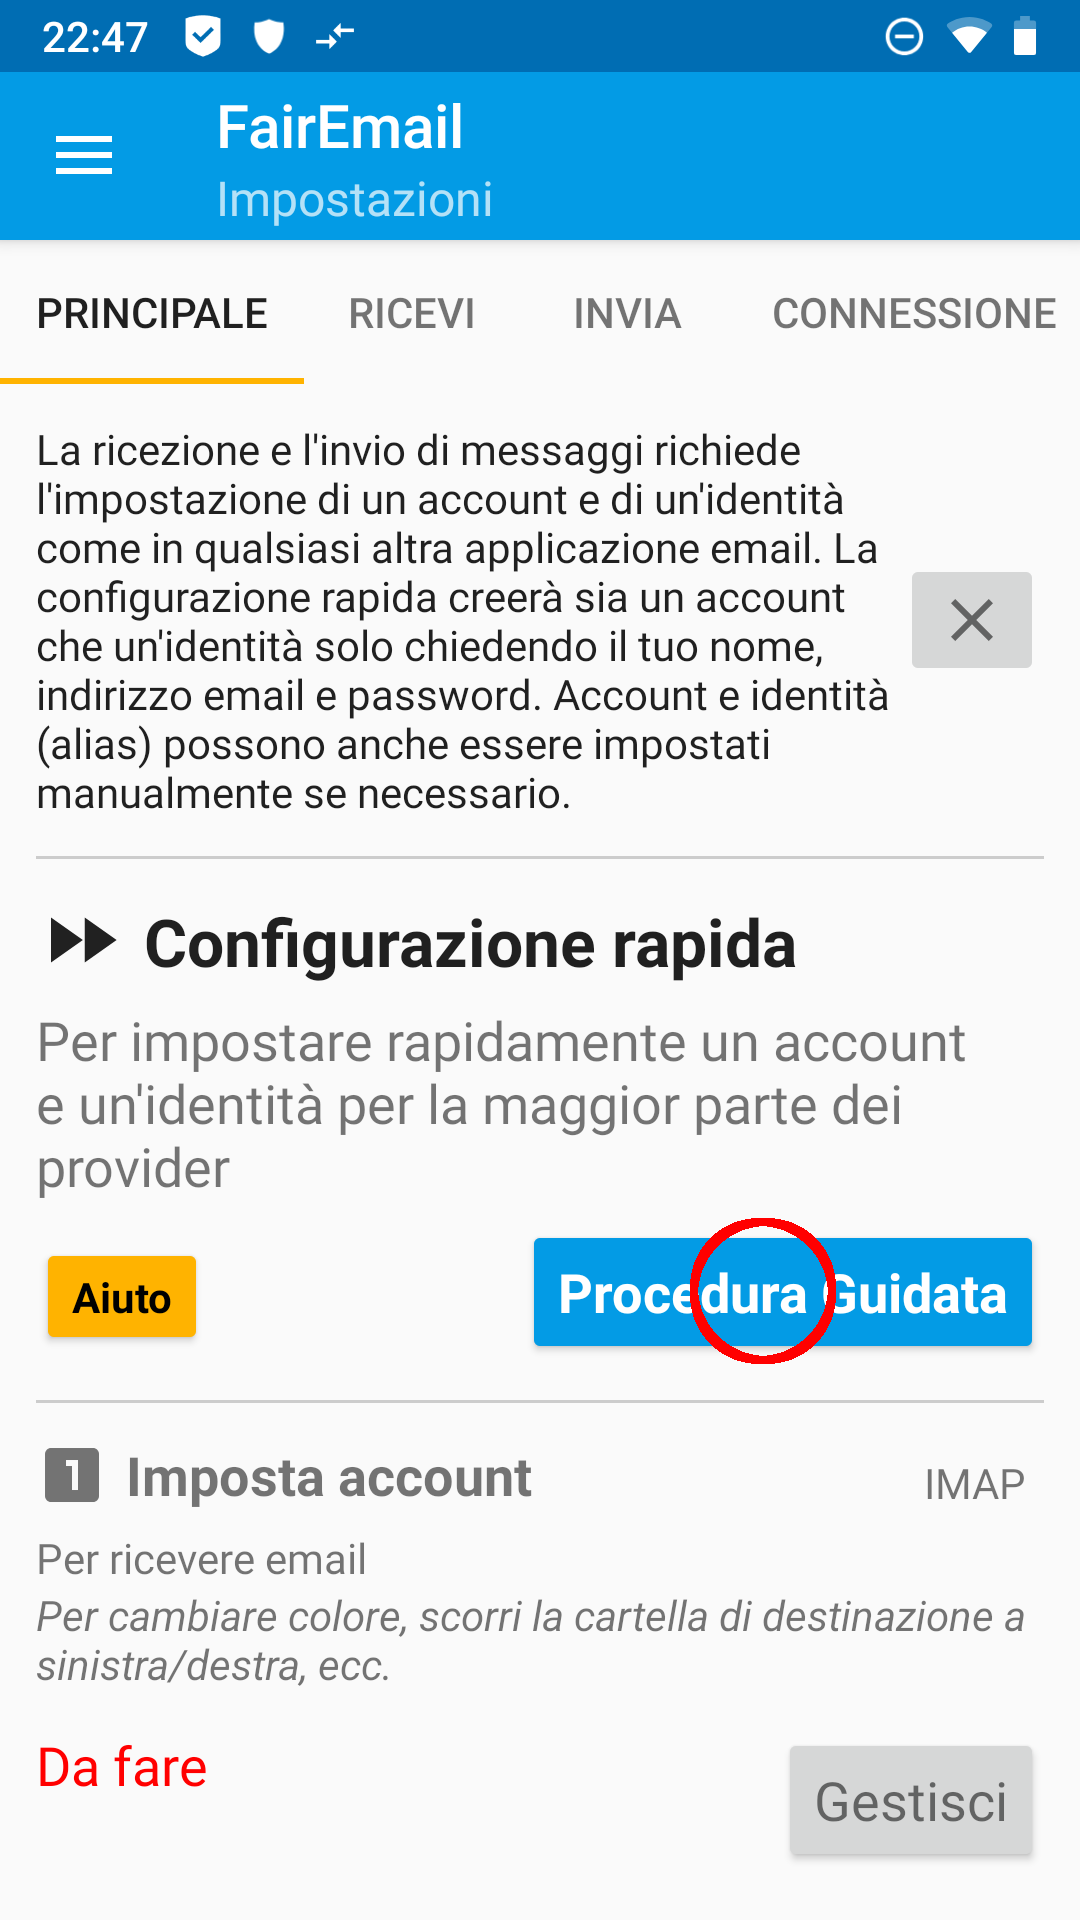 22:47
FairEmail
Impostazioni
PRINCIPALE RICEVI INVIA CONNESSIONE
La ricezione e l'invio di messaggi richiede
l'impostazione di un account e di un'identità
come in qualsiasi altra applicazione email. La
configurazione rapida creerà sia un account
che un'identità solo chiedendo il tuo nome,
indirizzo email e password. Account e identità
(alias) possono anche essere impostati
manualmente se necessario.
Configurazione rapida
Per impostare rapidamente un account
e un'identità per la maggior parte dei
provider
Aiuto Procedura Guidata
1 Imposta account IMAP
Per ricevere email
Per cambiare colore, scorri la cartella di destinazione a
sinistra/destra, ecc.
Da fare
Gestisci